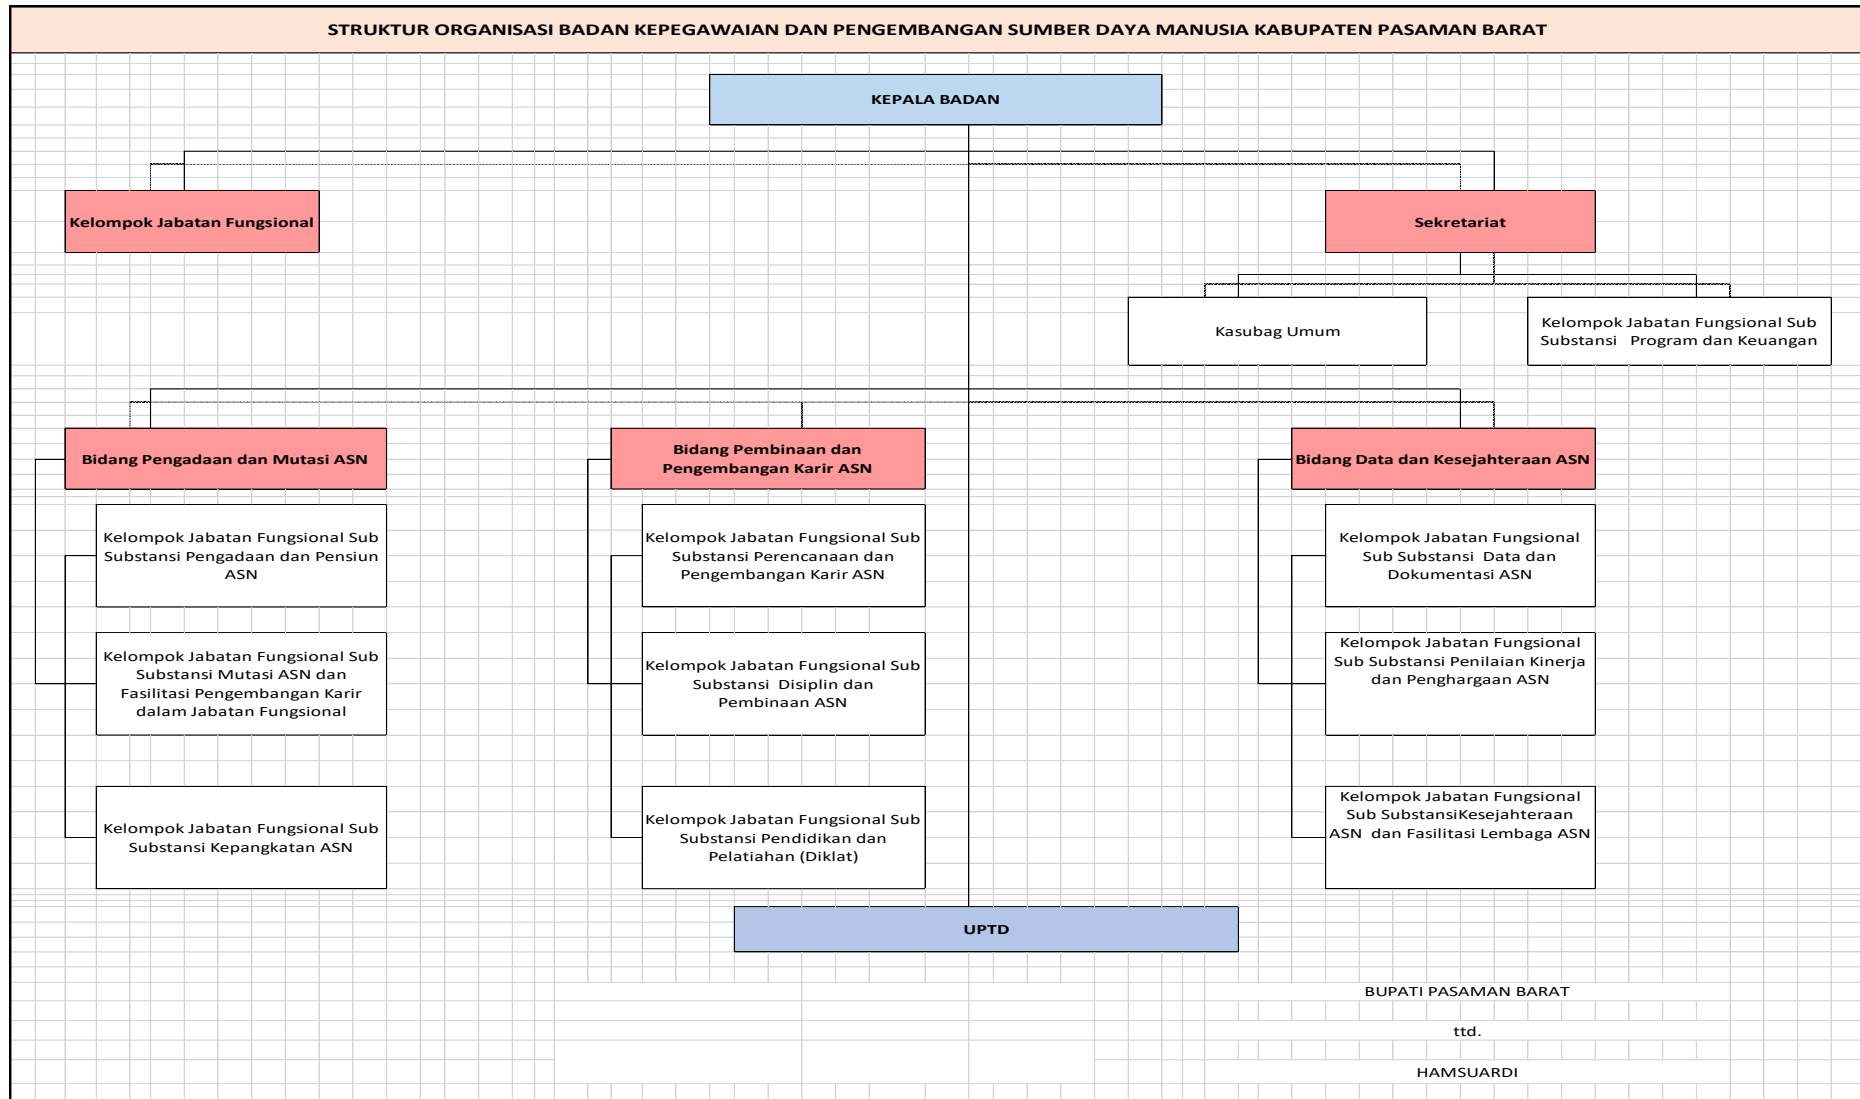 STRUKTUR ORGANISASI BADAN KEPEGAWAIAN DAN PENGEMBANGAN SUMBER DAYA MANUSIA KABUPATEN PASAMAN BARAT
KEPALA BADAN
Kelompok Jabatan Fungsional
Sekretariat
Kasubag Umum
Kelompok Jabatan Fungsional Sub
Substansi Program dan Keuangan
Bidang Pengadaan dan Mutasi ASN
Bidang Pembinaan dan
Pengembangan Karir ASN
Bidang Data dan Kesejahteraan ASN
Kelompok Jabatan Fungsional Sub
Substansi Pengadaan dan Pensiun
ASN
Kelompok Jabatan Fungsional Sub
Substansi Perencanaan dan
Pengembangan Karir ASN
Kelompok Jabatan Fungsional
Sub Substansi Data dan
Dokumentasi ASN
Kelompok Jabatan Fungsional Sub
Substansi Mutasi ASN dan
Fasilitasi Pengembangan Karir
dalam Jabatan Fungsional
Kelompok Jabatan Fungsional Sub
Substansi Disiplin dan
Pembinaan ASN
Kelompok Jabatan Fungsional
Sub Substansi Penilaian Kinerja
dan Penghargaan ASN
Kelompok Jabatan Fungsional Sub
Substansi Kepangkatan ASN
Kelompok Jabatan Fungsional Sub
Substansi Pendidikan dan
Pelatiahan (Diklat)
Kelompok Jabatan Fungsional
Sub SubstansiKesejahteraan
ASN dan Fasilitasi Lembaga ASN
UPTD
BUPATI PASAMAN BARAT
ttd.
HAMSUARDI